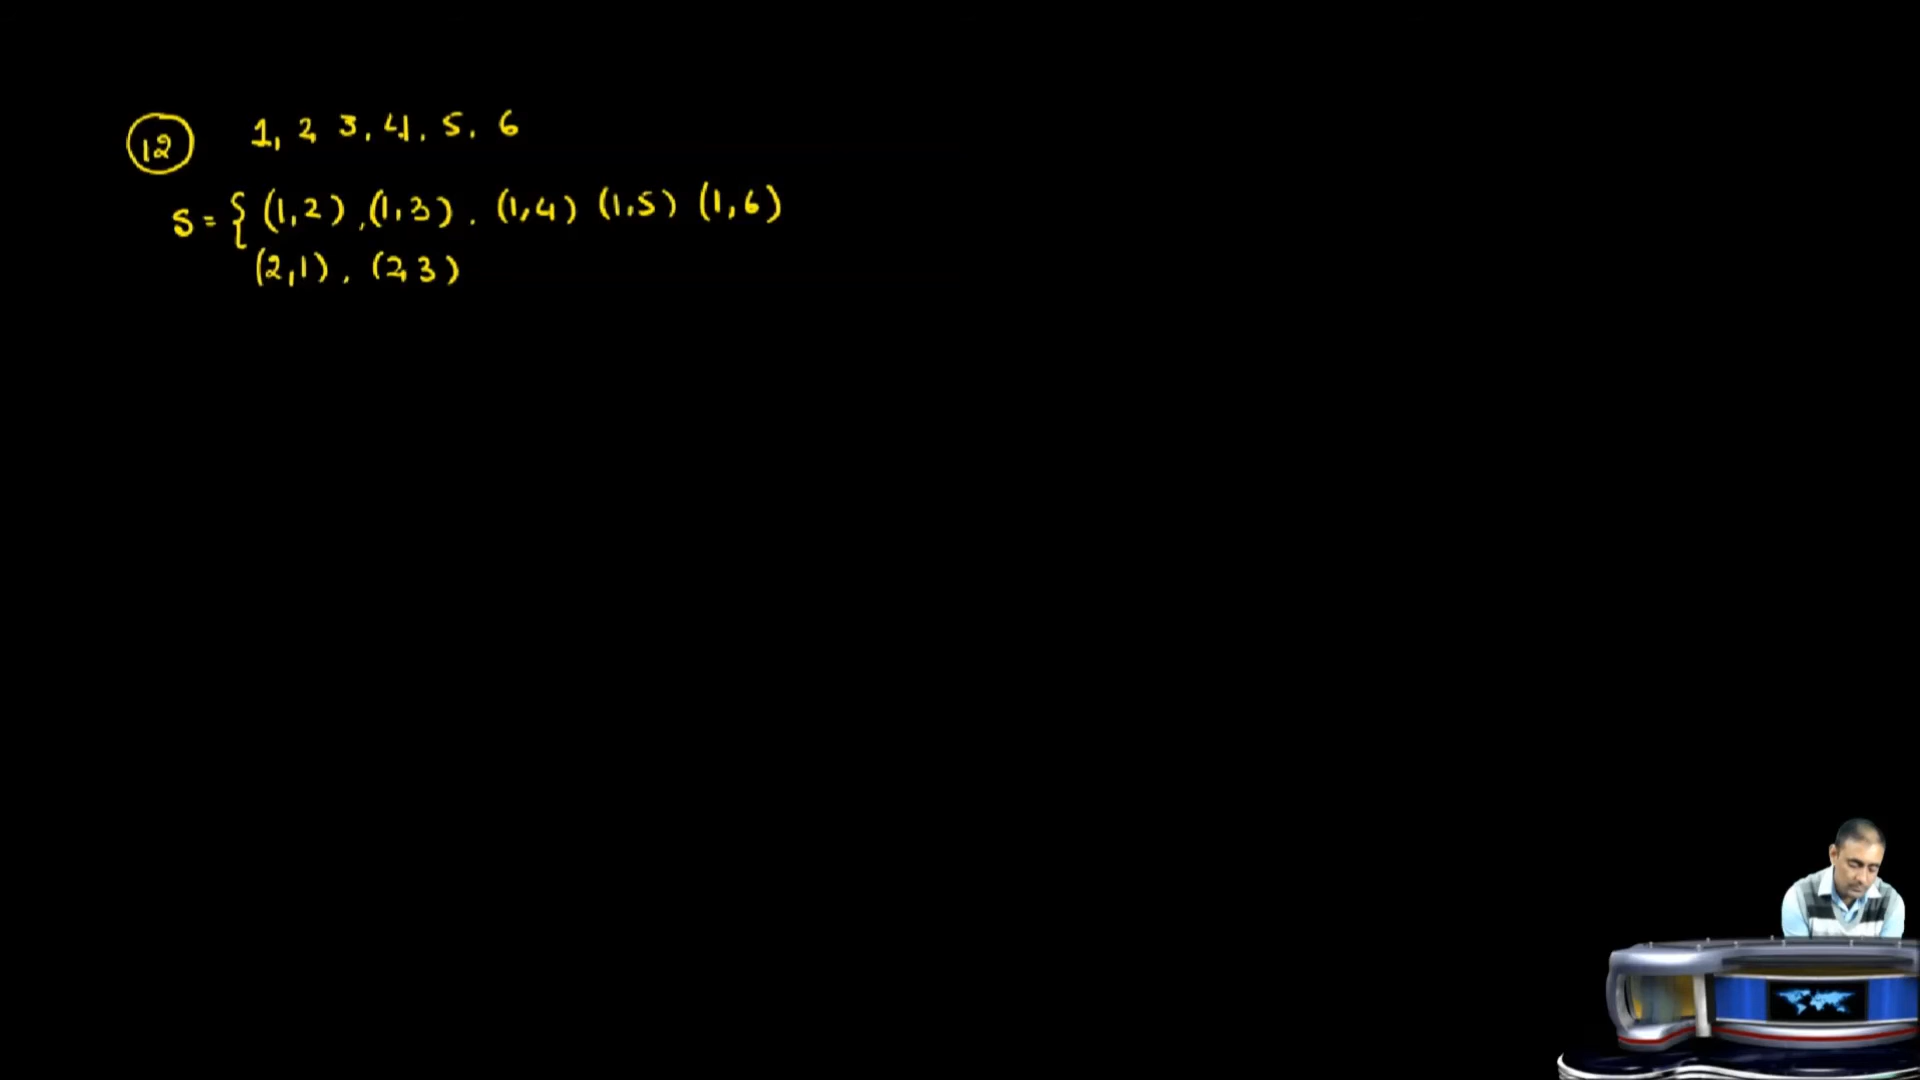 12 1, 2, 3, 4, 5, 6
S = { (1,2), (1,3), (1,4) (1,5) (1,6)
(2,1), (2,3)